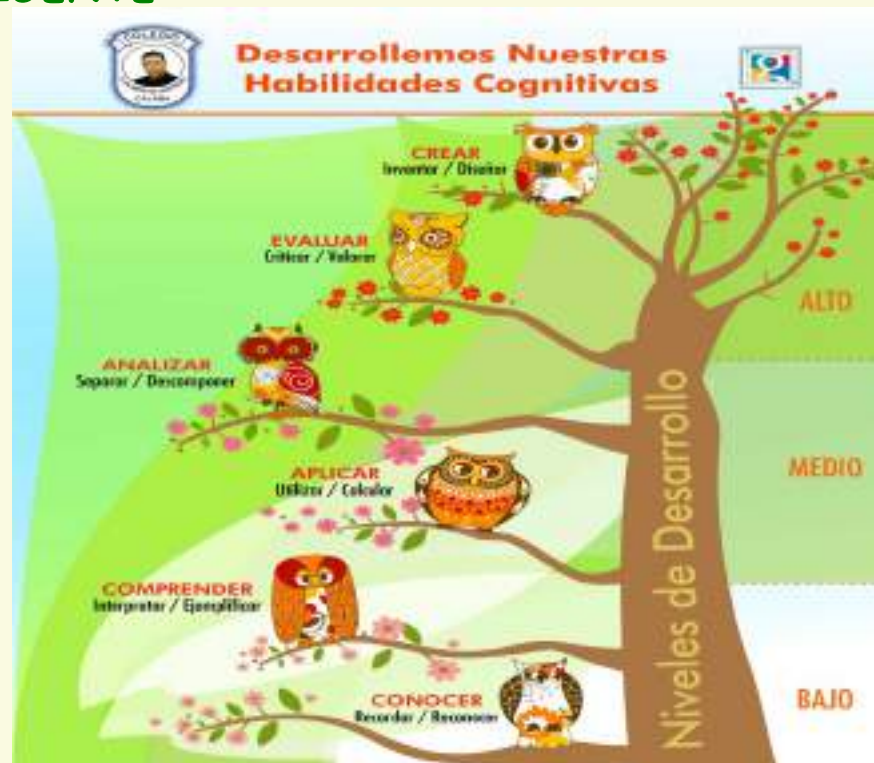 Desarrollemos Nuestras
Habilidades Cognitivas
COLEGIO
CREAR
Inventar / Diseñar
EVALUAR
Criticar / Valorar
ALTO
ANALIZAR
Separar / Descomponer
APLICAR
Utilizar / Calcular
MEDIO
COMPRENDER
Interpretar / Ejemplificar
CONOCER
Recordar / Reconocer
BAJO
Niveles de Desarrollo